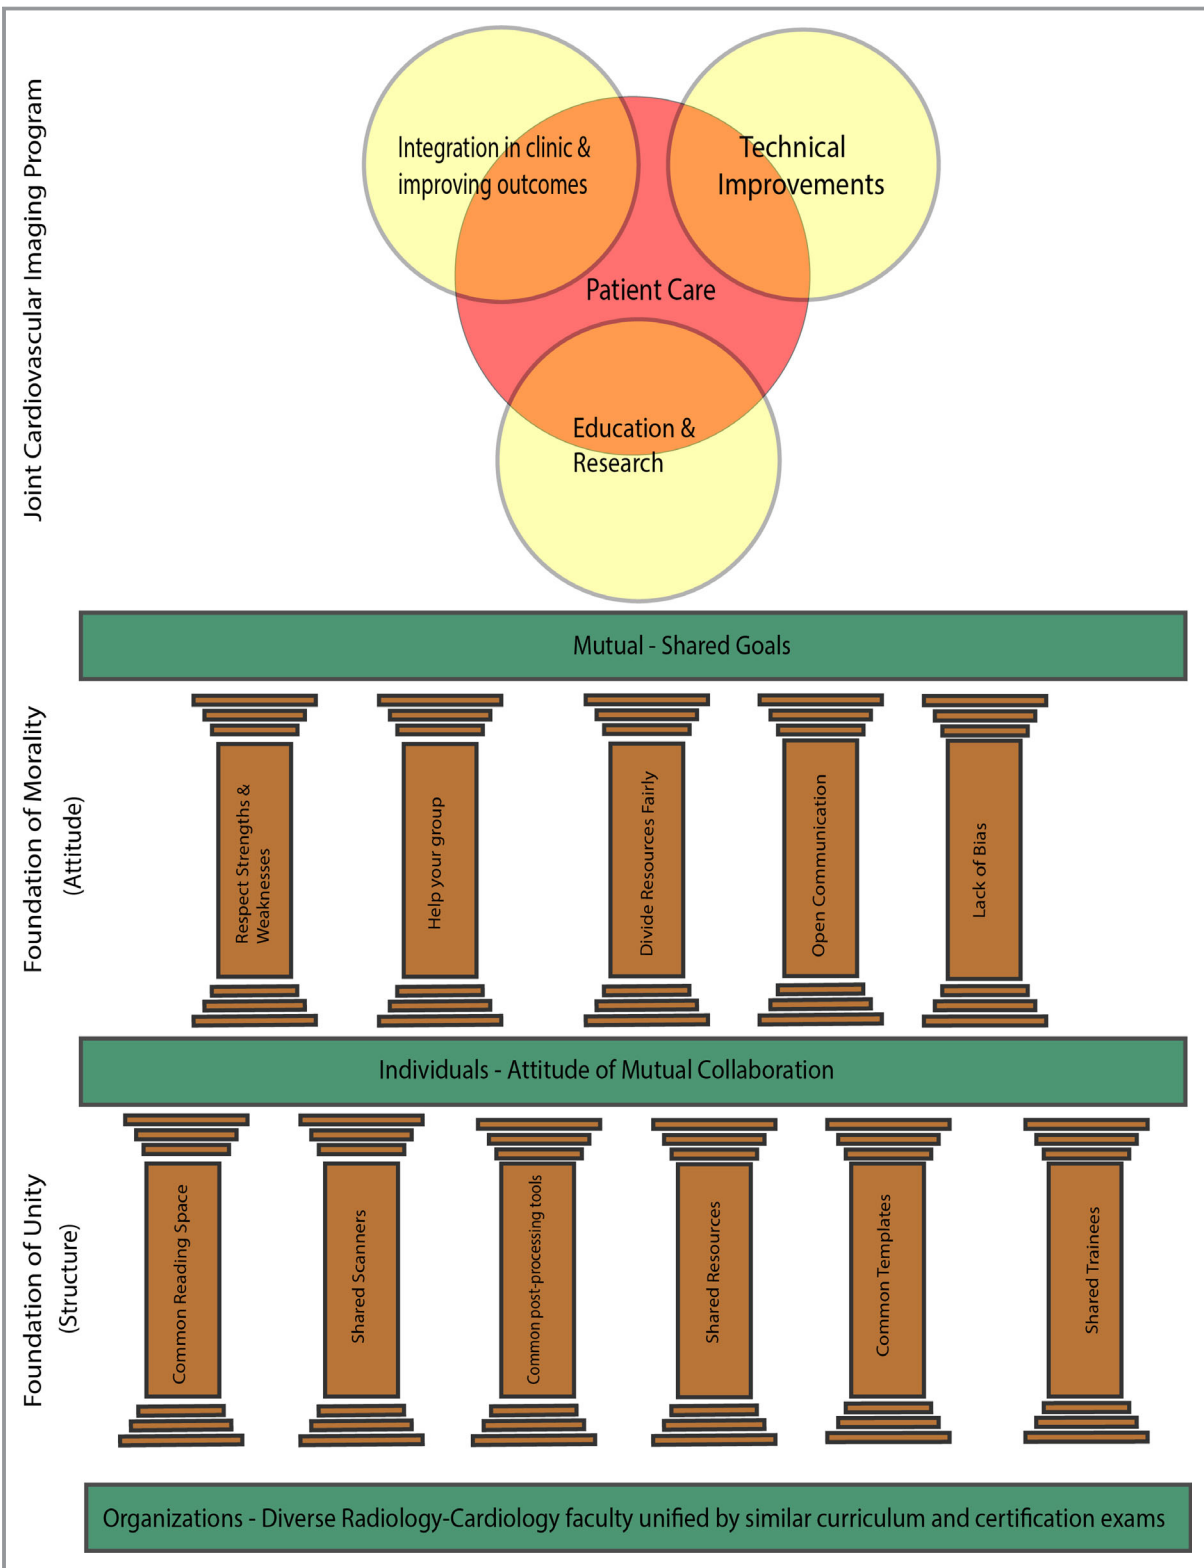 Joint Cardiovascular Imaging Program
Integration in clinic &
improving outcomes
Technical
Improvements
Patient Care
Education &
Research
Mutual - Shared Goals
Foundation of Morality
(Attitude)
Respect Strengths &
Weaknesses
Help your group
Divide Resources Fairly
Open Communication
Lack of Bias
Individuals - Attitude of Mutual Collaboration
Foundation of Unity
(Structure)
Common Reading Space
Shared Scanners
Common post-processing tools
Shared Resources
Common Templates
Shared Trainees
Organizations - Diverse Radiology-Cardiology faculty unified by similar curriculum and certification exams